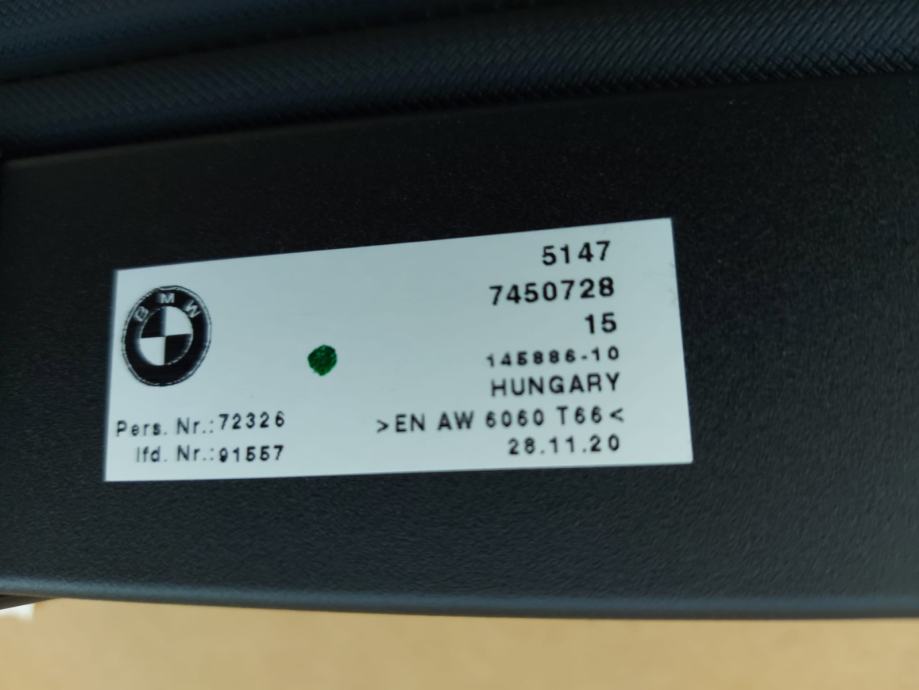 BMW
5147
7450728
15
145886-10
HUNGARY
Pers. Nr.:72326
>EN AW 6060 T66<
lfd. Nr.:91557
28.11.20